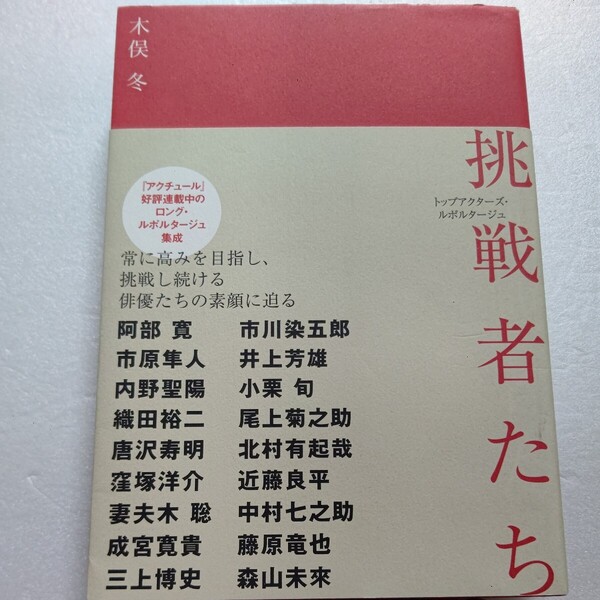 木俣 冬
挑戦者たち
トップアクターズ・
ルポルタージュ
『アクチュール』
好評連載中の
ロング・
ルポルタージュ
集成
常に高みを目指し、
挑戦し続ける
俳優たちの素顔に迫る
阿部 寛 市川染五郎
市原隼人 井上芳雄
内野聖陽 小栗 旬
織田裕二 尾上菊之助
唐沢寿明 北村有起哉
窪塚洋介 近藤良平
妻夫木 聡 中村七之助
成宮寛貴 藤原竜也
三上博史 森山未來